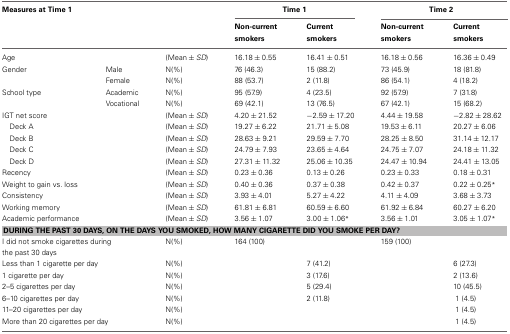 Measures at Time 1 Time 1 Time 2
Non-current smokers Current smokers Non-current smokers Current smokers
Age (Mean ± SD) 16.18 ± 0.55 16.41 ± 0.51 16.18 ± 0.56 16.36 ± 0.49
Gender Male N(%) 76 (46.3) 15 (88.2) 73 (45.9) 18 (81.8)
Female N(%) 88 (53.7) 2 (11.8) 86 (54.1) 4 (18.2)
School type Academic N(%) 95 (57.9) 4 (23.5) 92 (57.9) 7 (31.8)
Vocational N(%) 69 (42.1) 13 (76.5) 67 (42.1) 15 (68.2)
IGT net score (Mean ± SD) 4.20 ± 21.52 −2.59 ± 17.20 4.44 ± 19.58 −2.82 ± 28.62
Deck A (Mean ± SD) 19.27 ± 6.22 21.71 ± 5.08 19.53 ± 6.11 20.27 ± 6.06
Deck B (Mean ± SD) 28.63 ± 9.21 29.59 ± 7.70 28.25 ± 8.50 31.14 ± 12.17
Deck C (Mean ± SD) 24.79 ± 7.93 23.65 ± 4.64 24.75 ± 7.07 24.18 ± 11.32
Deck D (Mean ± SD) 27.31 ± 11.32 25.06 ± 10.35 24.47 ± 10.94 24.41 ± 13.05
Recency (Mean ± SD) 0.23 ± 0.36 0.13 ± 0.26 0.23 ± 0.33 0.18 ± 0.31
Weight to gain vs. loss (Mean ± SD) 0.40 ± 0.36 0.37 ± 0.38 0.42 ± 0.37 0.22 ± 0.25*
Consistency (Mean ± SD) 3.93 ± 4.01 5.27 ± 4.22 4.11 ± 4.09 3.68 ± 3.73
Working memory (Mean ± SD) 61.81 ± 6.81 60.59 ± 6.60 61.92 ± 6.84 60.27 ± 6.20
Academic performance (Mean ± SD) 3.56 ± 1.07 3.00 ± 1.06* 3.56 ± 1.01 3.05 ± 1.07*
DURING THE PAST 30 DAYS, ON THE DAYS YOU SMOKED, HOW MANY CIGARETTE DID YOU SMOKE PER DAY?
I did not smoke cigarettes during N(%) 164 (100) 159 (100)
the past 30 days
Less than 1 cigarette per day N(%) 7 (41.2) 6 (27.3)
1 cigarette per day N(%) 3 (17.6) 2 (13.6)
2–5 cigarettes per day N(%) 5 (29.4) 10 (45.5)
6–10 cigarettes per day N(%) 2 (11.8) 1 (4.5)
11–20 cigarettes per day N(%) 1 (4.5)
More than 20 cigarettes per day N(%) 1 (4.5)